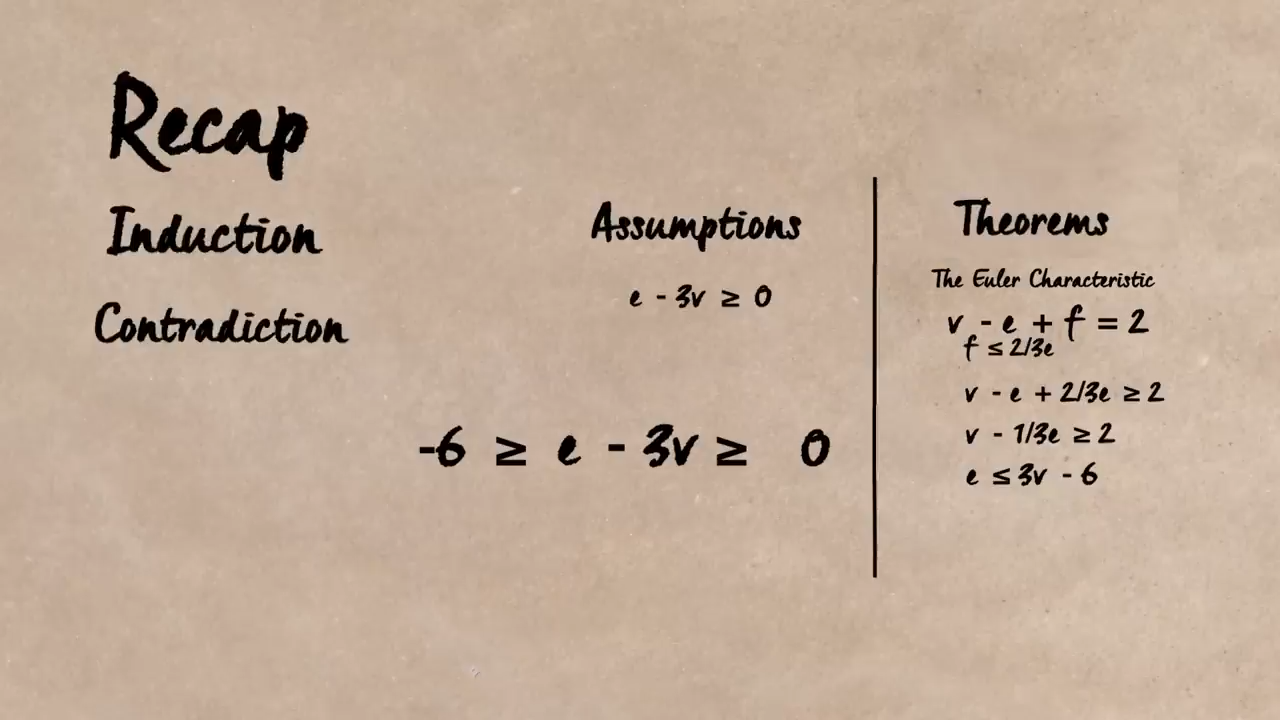 Recap
Induction
Contradiction
Assumptions
e - 3v ≥ 0
-6 ≥ e - 3v ≥ 0
Theorems
The Euler Characteristic
v - e + f = 2
f ≤ 2/3e
v - e + 2/3e ≥ 2
v - 1/3e ≥ 2
e ≤ 3v - 6